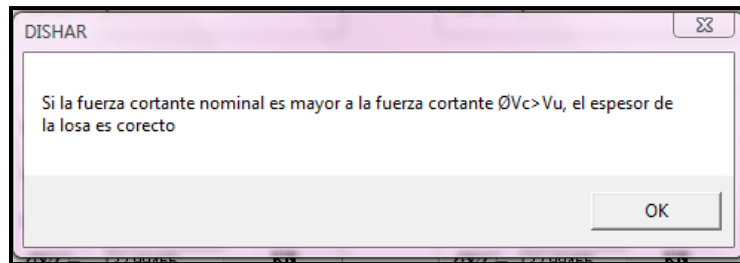 DISHAR
Si la fuerza cortante nominal es mayor a la fuerza cortante ØVc>Vu, el espesor de
la losa es corecto
OK